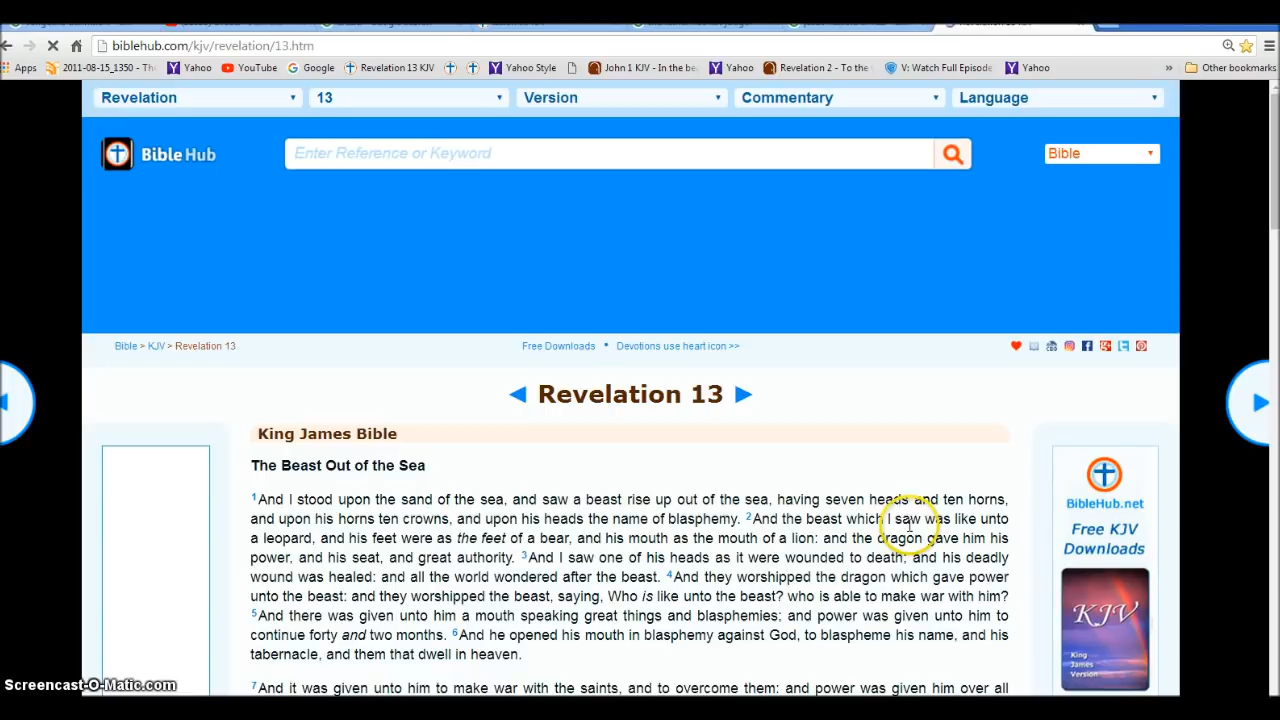 biblehub.com/kjv/revelation/13.htm
Apps 2011-08-15_1350 - Th Yahoo YouTube Google Revelation 13 KJV Yahoo Style John 1 KJV - In the be Yahoo Revelation 2 - To the V: Watch Full Episode Yahoo » Other bookmarks
Revelation 13 Version Commentary Language
Bible Hub Enter Reference or Keyword Bible
Bible > KJV > Revelation 13 Free Downloads • Devotions use heart icon >>
Revelation 13
King James Bible
The Beast Out of the Sea
1And I stood upon the sand of the sea, and saw a beast rise up out of the sea, having seven heads and ten horns,
and upon his horns ten crowns, and upon his heads the name of blasphemy. 2And the beast which I saw was like unto
a leopard, and his feet were as the feet of a bear, and his mouth as the mouth of a lion: and the dragon gave him his
power, and his seat, and great authority. 3And I saw one of his heads as it were wounded to death; and his deadly
wound was healed: and all the world wondered after the beast. 4And they worshipped the dragon which gave power
unto the beast: and they worshipped the beast, saying, Who is like unto the beast? who is able to make war with him?
5And there was given unto him a mouth speaking great things and blasphemies; and power was given unto him to
continue forty and two months. 6And he opened his mouth in blasphemy against God, to blaspheme his name, and his
tabernacle, and them that dwell in heaven.
7And it was given unto him to make war with the saints, and to overcome them: and power was given him over all
BibleHub.net
Free KJV
Downloads
KJV
King
James
Version
Screencast-O-Matic.com